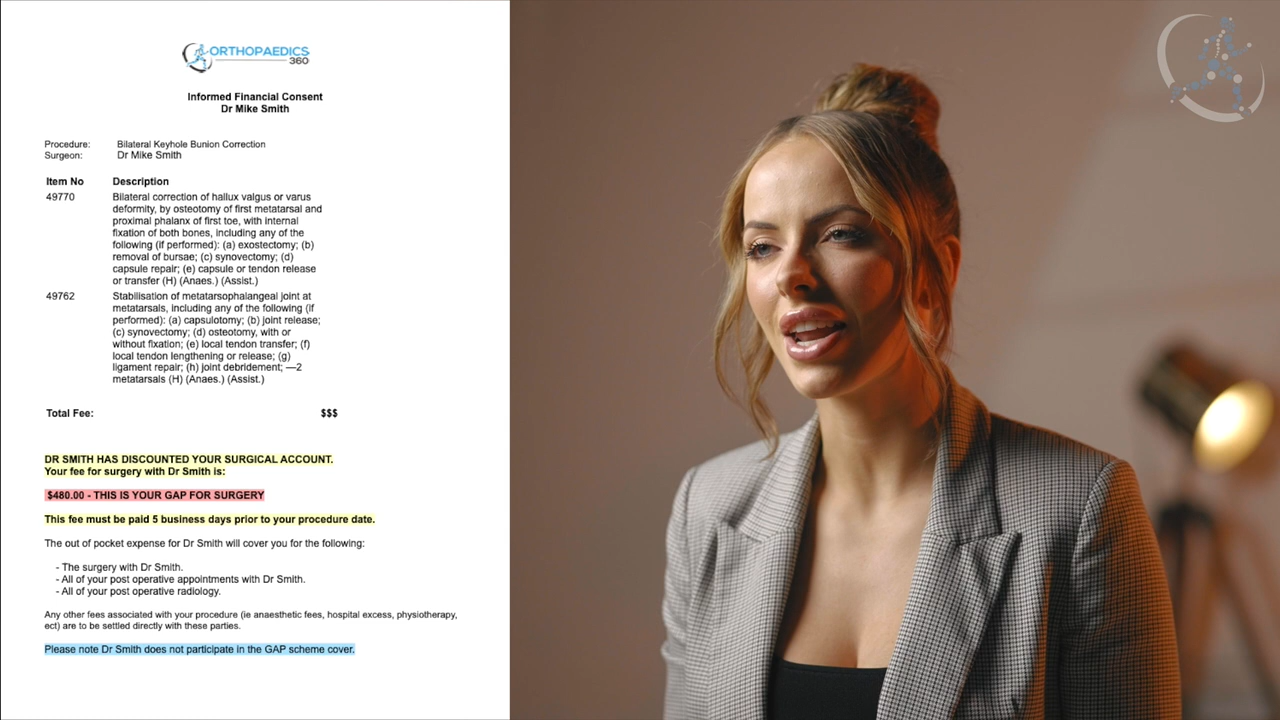 ORTHOPAEDICS
360
Informed Financial Consent
Dr Mike Smith
Procedure: Bilateral Keyhole Bunion Correction
Surgeon: Dr Mike Smith
Item No Description
49770 Bilateral correction of hallux valgus or varus
deformity, by osteotomy of first metatarsal and
proximal phalanx of first toe, with internal
fixation of both bones, including any of the
following (if performed): (a) exostectomy; (b)
removal of bursae; (c) synovectomy; (d)
capsule repair; (e) capsule or tendon release
or transfer (H) (Anaes.) (Assist.)
49762 Stabilisation of metatarsophalangeal joint at
metatarsals, including any of the following (if
performed): (a) capsulotomy; (b) joint release;
(c) synovectomy; (d) osteotomy, with or
without fixation; (e) local tendon transfer; (f)
local tendon lengthening or release; (g)
ligament repair; (h) joint debridement; —2
metatarsals (H) (Anaes.) (Assist.)
Total Fee: $$$
DR SMITH HAS DISCOUNTED YOUR SURGICAL ACCOUNT.
Your fee for surgery with Dr Smith is:
$480.00 - THIS IS YOUR GAP FOR SURGERY
This fee must be paid 5 business days prior to your procedure date.
The out of pocket expense for Dr Smith will cover you for the following:
- The surgery with Dr Smith.
- All of your post operative appointments with Dr Smith.
- All of your post operative radiology.
Any other fees associated with your procedure (ie anaesthetic fees, hospital excess, physiotherapy,
ect) are to be settled directly with these parties.
Please note Dr Smith does not participate in the GAP scheme cover.